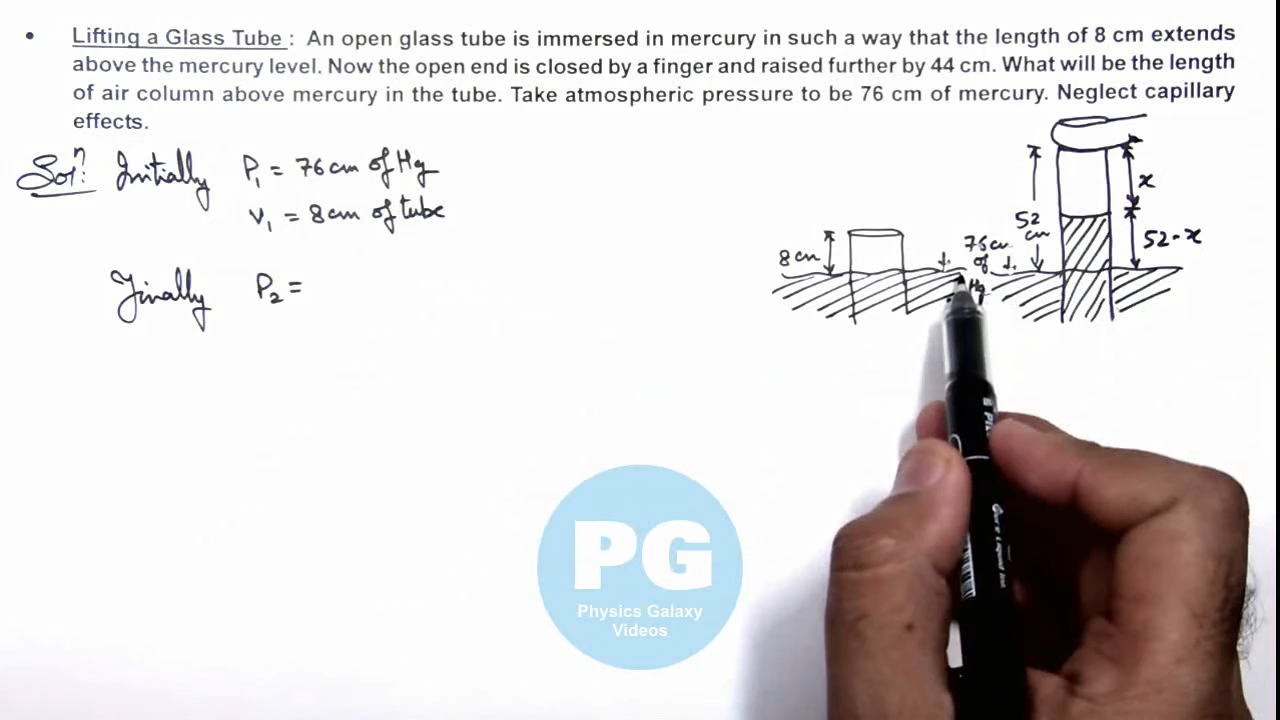 • Lifting a Glass Tube : An open glass tube is immersed in mercury in such a way that the length of 8 cm extends
above the mercury level. Now the open end is closed by a finger and raised further by 44 cm. What will be the length
of air column above mercury in the tube. Take atmospheric pressure to be 76 cm of mercury. Neglect capillary
effects.
Solⁿ: Initially P₁ = 76 cm of Hg
V₁ = 8 cm of tube
Finally P₂ =
8 cm
76 cm
of
Hg
52
cm
x
52-x
PG
Physics Galaxy
Videos